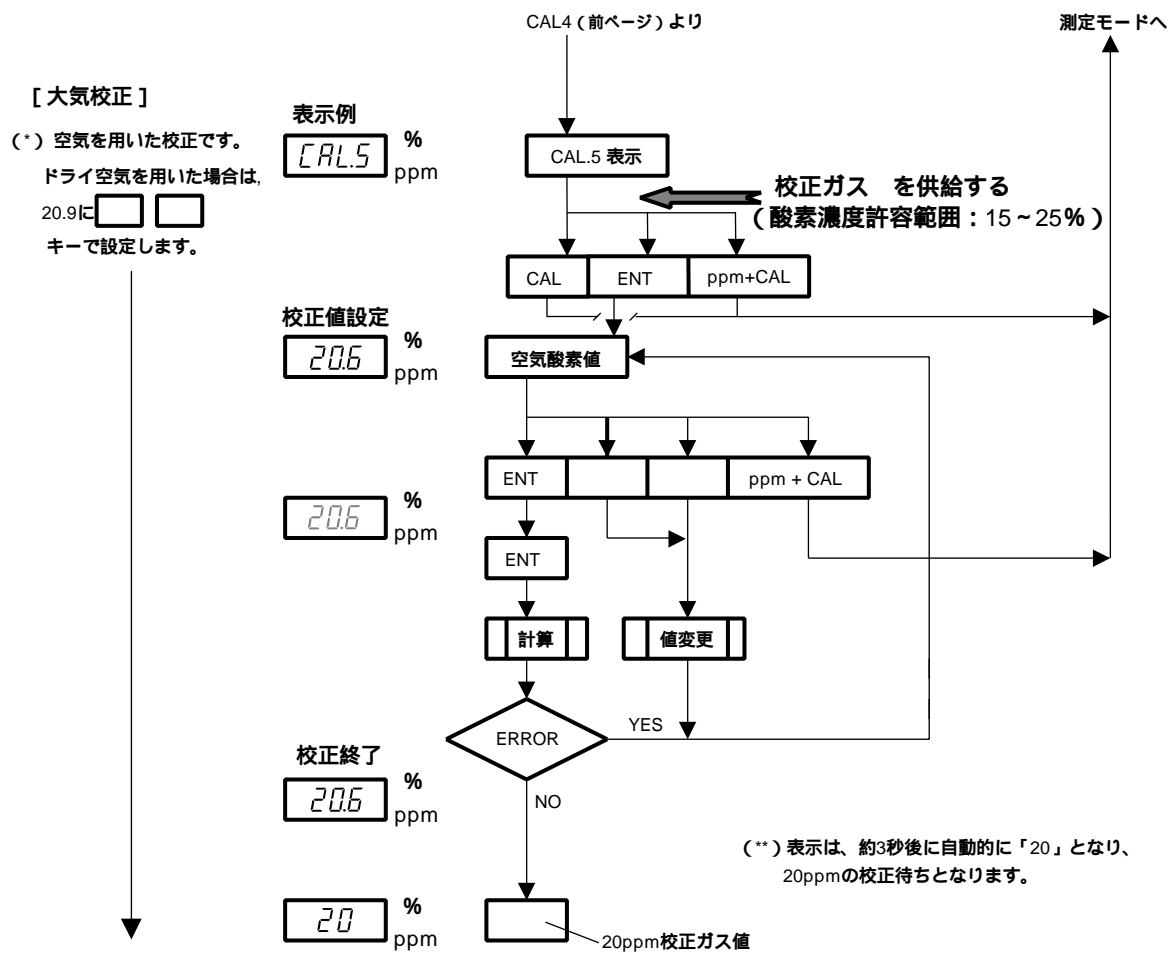 CAL4（前ページ）より
測定モードへ
[ 大気校正 ]
（*）空気を用いた校正です。
ドライ空気を用いた場合は,
20.9に
キーで設定します。
表示例
CAL.5
%
ppm
CAL.5 表示
校正ガス を供給する
（酸素濃度許容範囲：15～25%）
CAL
ENT
ppm+CAL
校正値設定
20.6
%
ppm
空気酸素値
ENT
ppm + CAL
20.6
%
ppm
ENT
計算
値変更
ERROR
YES
NO
校正終了
20.6
%
ppm
（**）表示は、約3秒後に自動的に「20」となり、
20ppmの校正待ちとなります。
20
%
ppm
20ppm校正ガス値